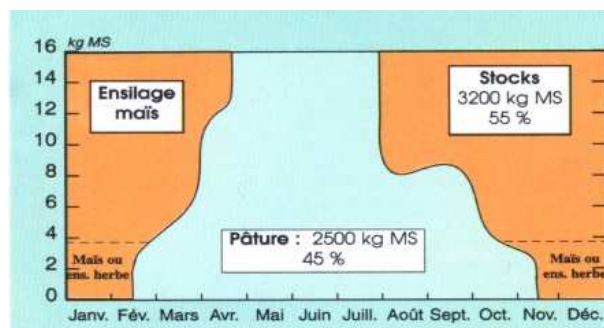 kg MS
16
14
12
10
8
6
4
2
0
Ensilage
maïs
Stocks
3200 kg MS
55 %
Pâture : 2500 kg MS
45 %
Maïs ou
ens. herbe
Maïs ou
ens. herbe
Janv. Fév. Mars Avr. Mai Juin Juill. Août Sept. Oct. Nov. Déc.